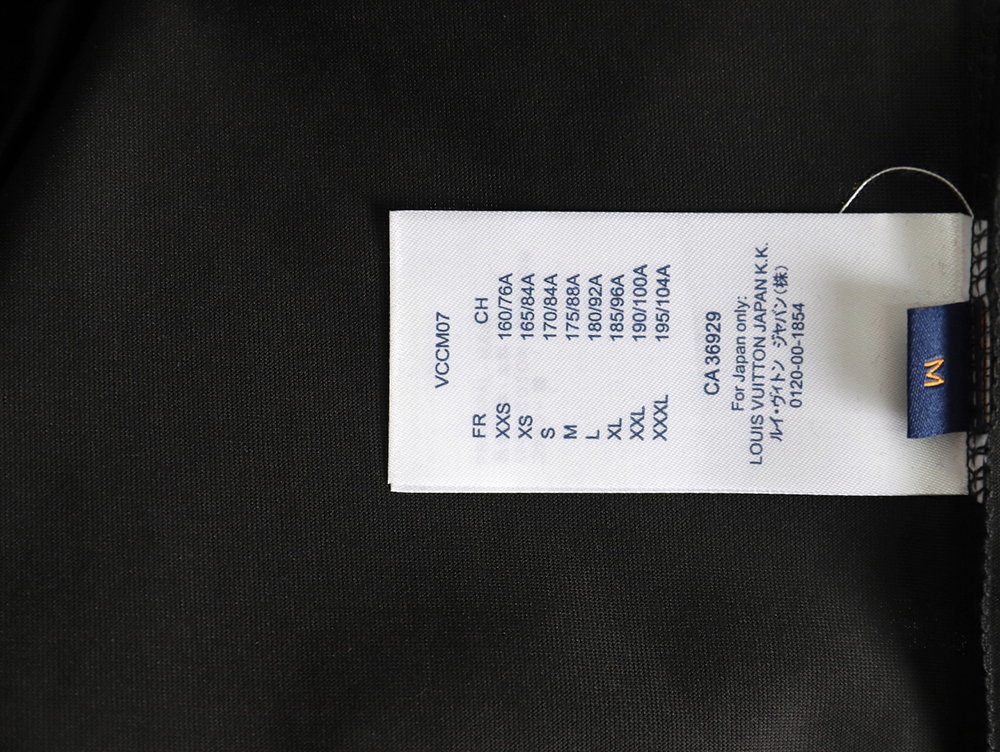 VCCM07
FR CH
XXS 160/76A
XS 165/84A
S 170/84A
M 175/88A
L 180/92A
XL 185/96A
XXL 190/100A
XXXL 195/104A
CA 36929
For Japan only:
LOUIS VUITTON JAPAN K.K.
ルイ・ヴィトン ジャパン(株)
0120-00-1854
M